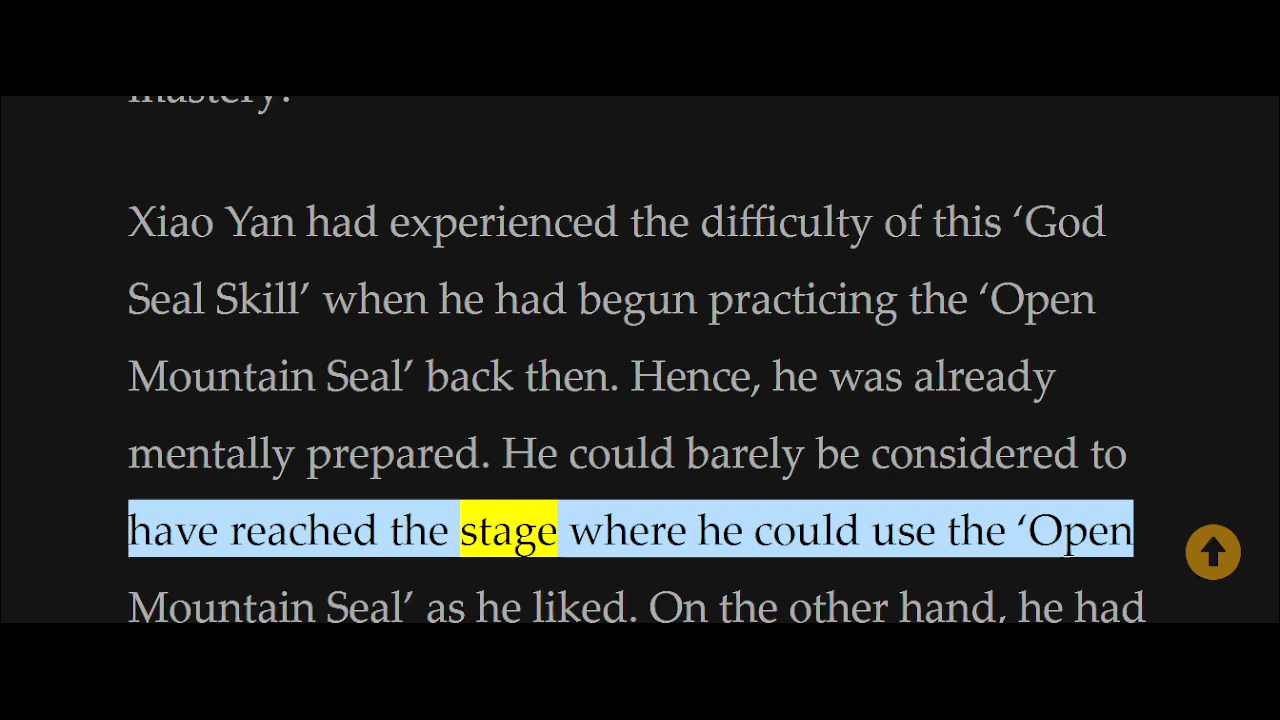 mastery.
Xiao Yan had experienced the difficulty of this ‘God
Seal Skill’ when he had begun practicing the ‘Open
Mountain Seal’ back then. Hence, he was already
mentally prepared. He could barely be considered to
have reached the stage where he could use the ‘Open
Mountain Seal’ as he liked. On the other hand, he had